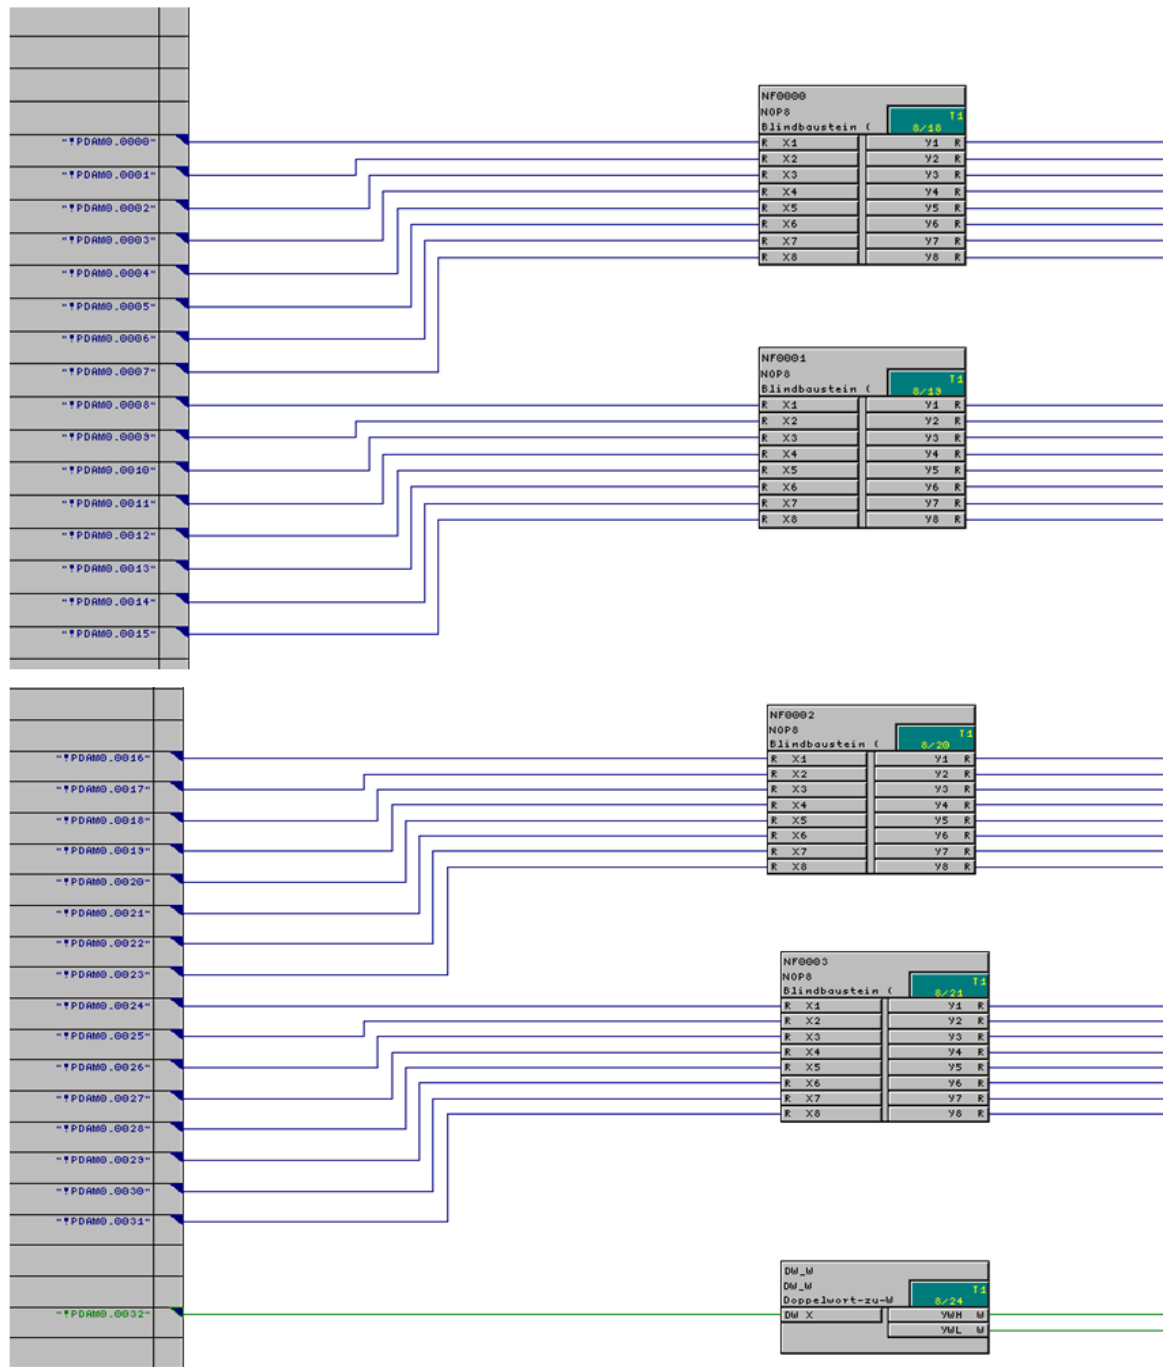 "!PDAM0.0000"
"!PDAM0.0001"
"!PDAM0.0002"
"!PDAM0.0003"
"!PDAM0.0004"
"!PDAM0.0005"
"!PDAM0.0006"
"!PDAM0.0007"
"!PDAM0.0008"
"!PDAM0.0009"
"!PDAM0.0010"
"!PDAM0.0011"
"!PDAM0.0012"
"!PDAM0.0013"
"!PDAM0.0014"
"!PDAM0.0015"
NF0000
NOP8
T1
Blindbaustein ( 8/18
R X1 Y1 R
R X2 Y2 R
R X3 Y3 R
R X4 Y4 R
R X5 Y5 R
R X6 Y6 R
R X7 Y7 R
R X8 Y8 R
NF0001
NOP8
T1
Blindbaustein ( 8/19
R X1 Y1 R
R X2 Y2 R
R X3 Y3 R
R X4 Y4 R
R X5 Y5 R
R X6 Y6 R
R X7 Y7 R
R X8 Y8 R
"!PDAM0.0016"
"!PDAM0.0017"
"!PDAM0.0018"
"!PDAM0.0019"
"!PDAM0.0020"
"!PDAM0.0021"
"!PDAM0.0022"
"!PDAM0.0023"
"!PDAM0.0024"
"!PDAM0.0025"
"!PDAM0.0026"
"!PDAM0.0027"
"!PDAM0.0028"
"!PDAM0.0029"
"!PDAM0.0030"
"!PDAM0.0031"
"!PDAM0.0032"
NF0002
NOP8
T1
Blindbaustein ( 8/20
R X1 Y1 R
R X2 Y2 R
R X3 Y3 R
R X4 Y4 R
R X5 Y5 R
R X6 Y6 R
R X7 Y7 R
R X8 Y8 R
NF0003
NOP8
T1
Blindbaustein ( 8/21
R X1 Y1 R
R X2 Y2 R
R X3 Y3 R
R X4 Y4 R
R X5 Y5 R
R X6 Y6 R
R X7 Y7 R
R X8 Y8 R
DW_W
DW_W
T1
Doppelwort-zu-W 8/24
DW X YWH W
YWL W